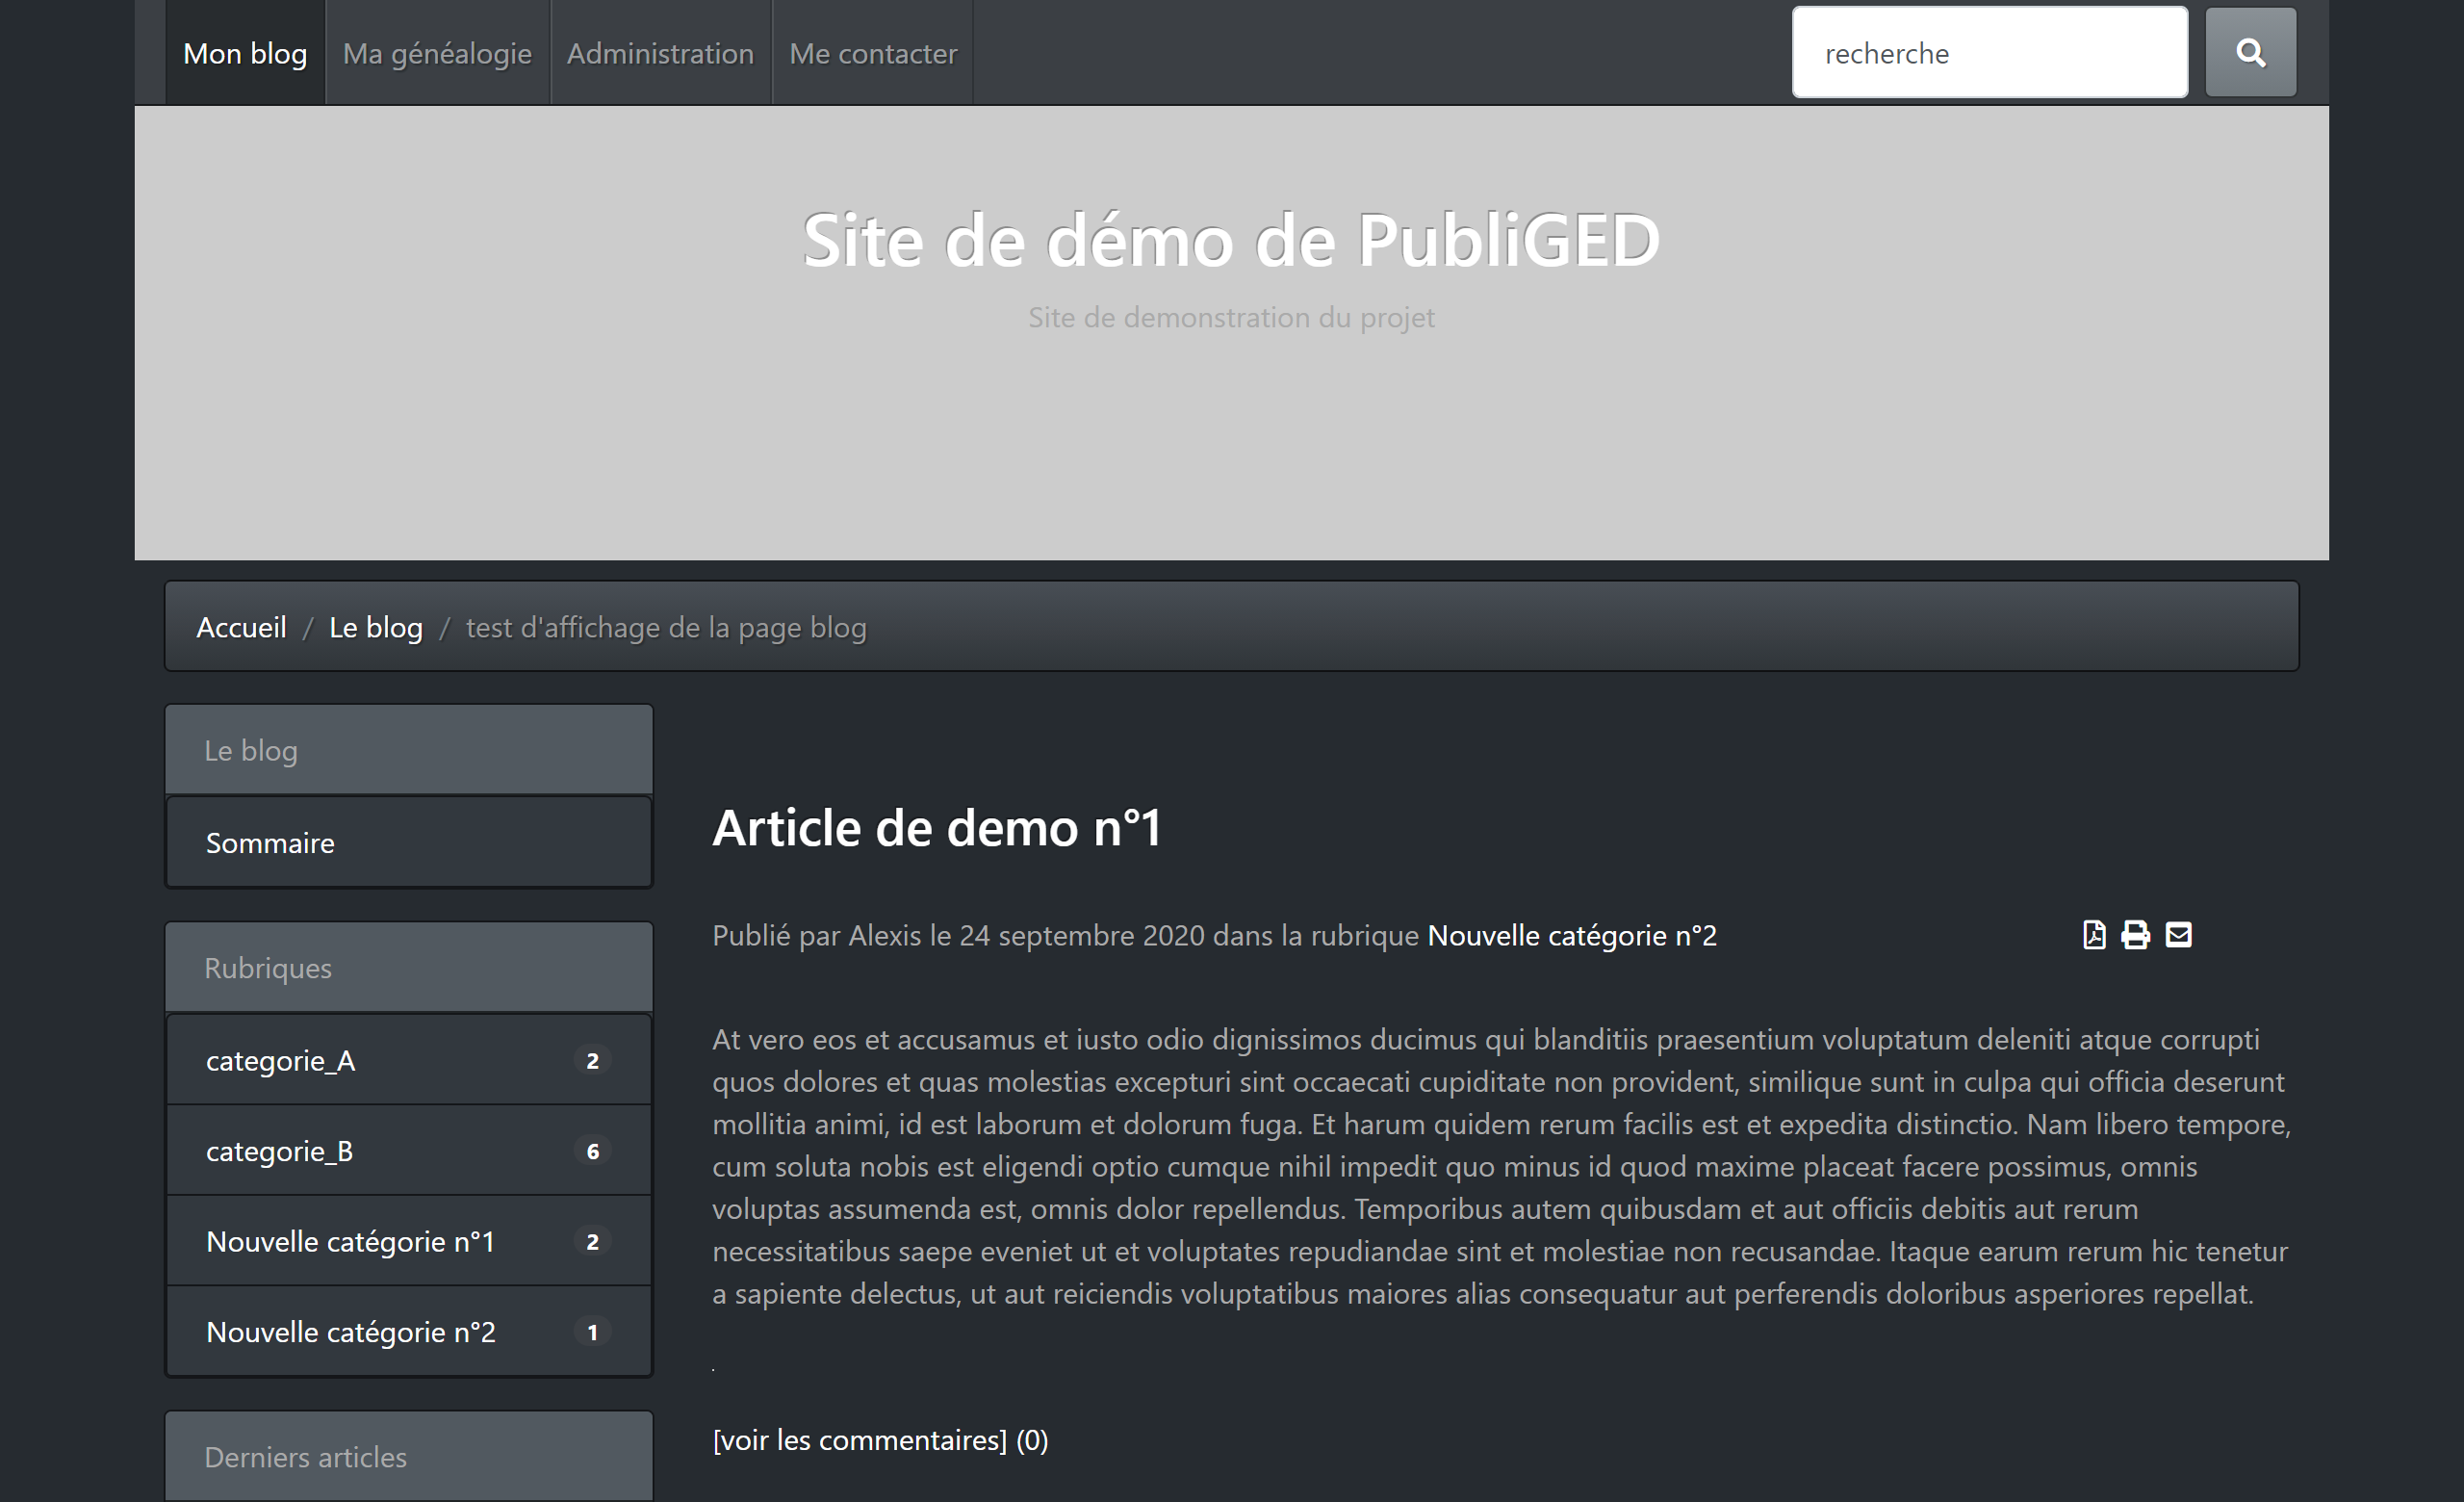 Mon blog Ma généalogie Administration Me contacter recherche
Site de démo de PubliGED
Site de demonstration du projet
Accueil / Le blog / test d'affichage de la page blog
Le blog
Sommaire
Rubriques
categorie_A 2
categorie_B 6
Nouvelle catégorie n°1 2
Nouvelle catégorie n°2 1
Derniers articles
Article de demo n°1
Publié par Alexis le 24 septembre 2020 dans la rubrique Nouvelle catégorie n°2
At vero eos et accusamus et iusto odio dignissimos ducimus qui blanditiis praesentium voluptatum deleniti atque corrupti
quos dolores et quas molestias excepturi sint occaecati cupiditate non provident, similique sunt in culpa qui officia deserunt
mollitia animi, id est laborum et dolorum fuga. Et harum quidem rerum facilis est et expedita distinctio. Nam libero tempore,
cum soluta nobis est eligendi optio cumque nihil impedit quo minus id quod maxime placeat facere possimus, omnis
voluptas assumenda est, omnis dolor repellendus. Temporibus autem quibusdam et aut officiis debitis aut rerum
necessitatibus saepe eveniet ut et voluptates repudiandae sint et molestiae non recusandae. Itaque earum rerum hic tenetur
a sapiente delectus, ut aut reiciendis voluptatibus maiores alias consequatur aut perferendis doloribus asperiores repellat.
.
[voir les commentaires] (0)